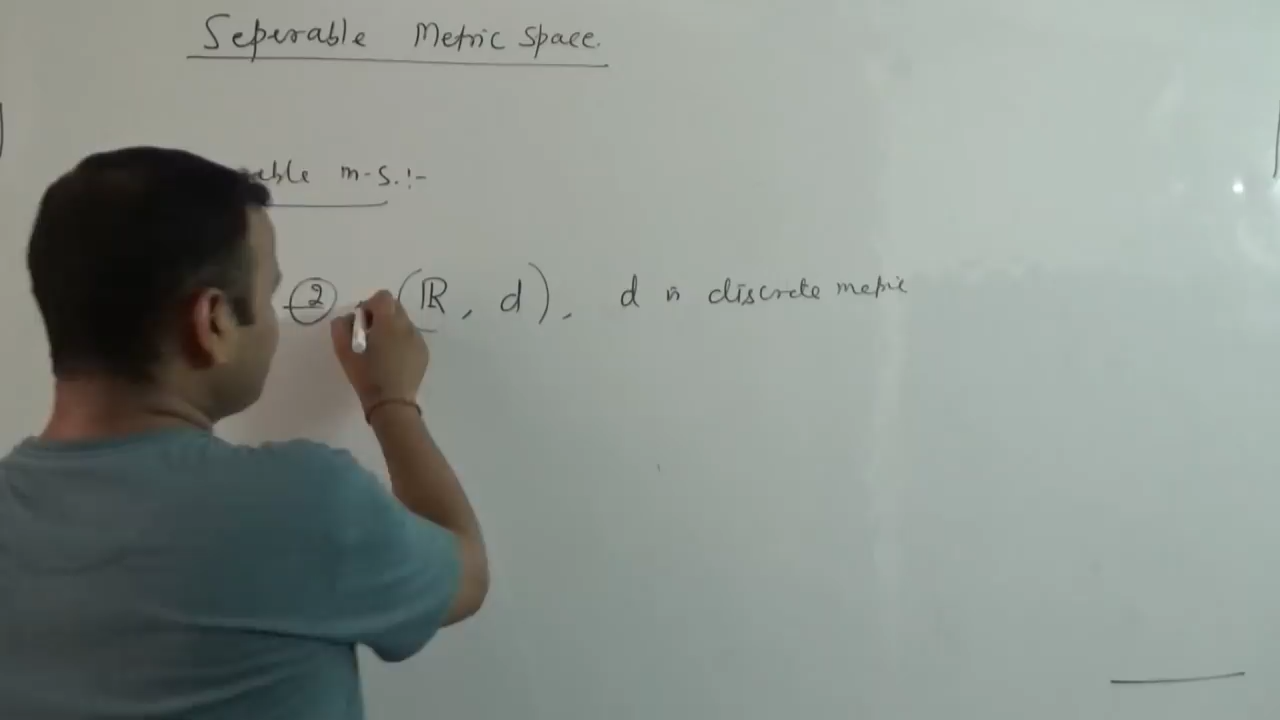 Seperable Metric Space.
able m-s.:-
② (ℝ, d), d is discrete metric